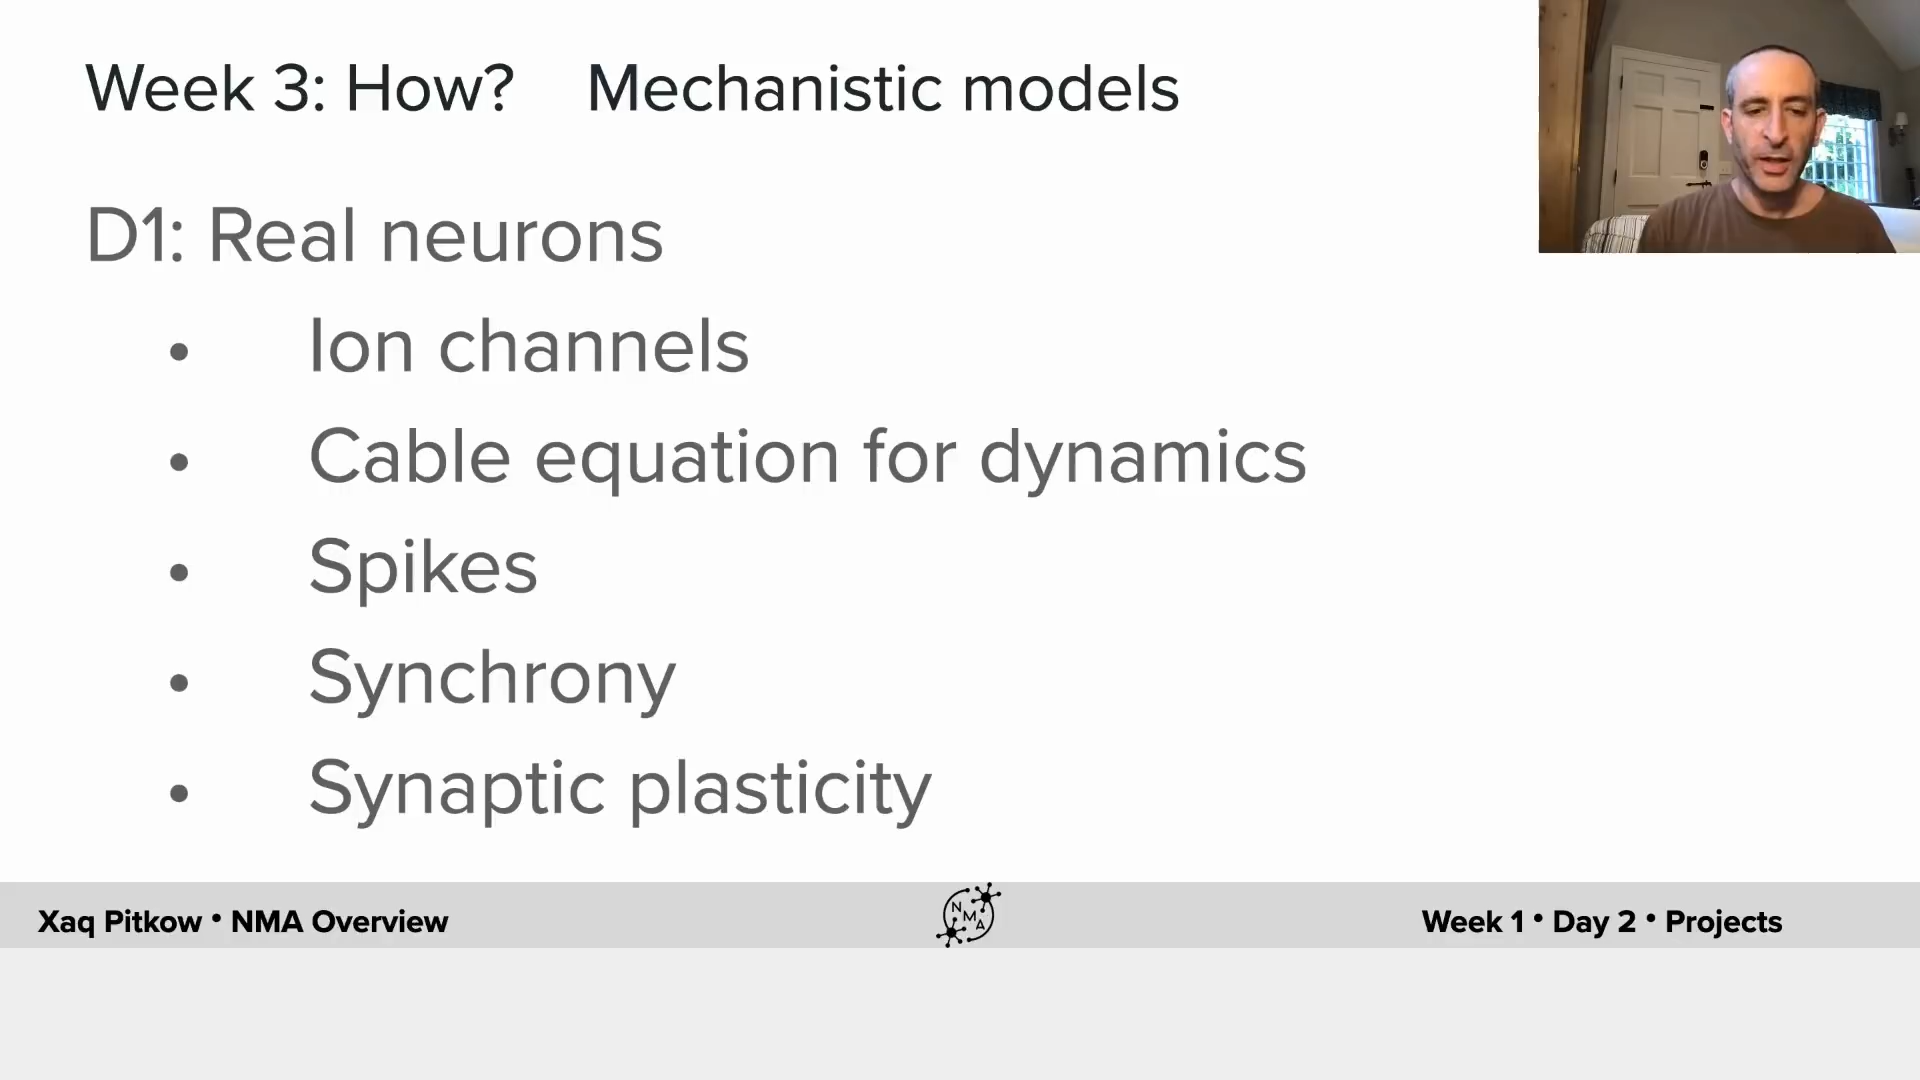 Week 3: How? Mechanistic models
D1: Real neurons
• Ion channels
• Cable equation for dynamics
• Spikes
• Synchrony
• Synaptic plasticity
Xaq Pitkow • NMA Overview
N
M
A
Week 1 • Day 2 • Projects